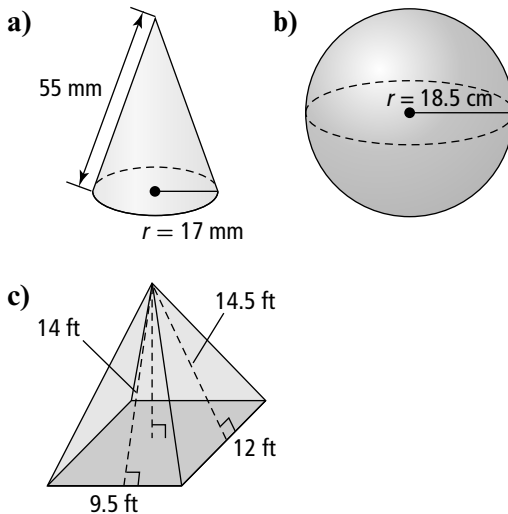 a)
55 mm
r = 17 mm
b)
r = 18.5 cm
c)
14 ft
14.5 ft
12 ft
9.5 ft